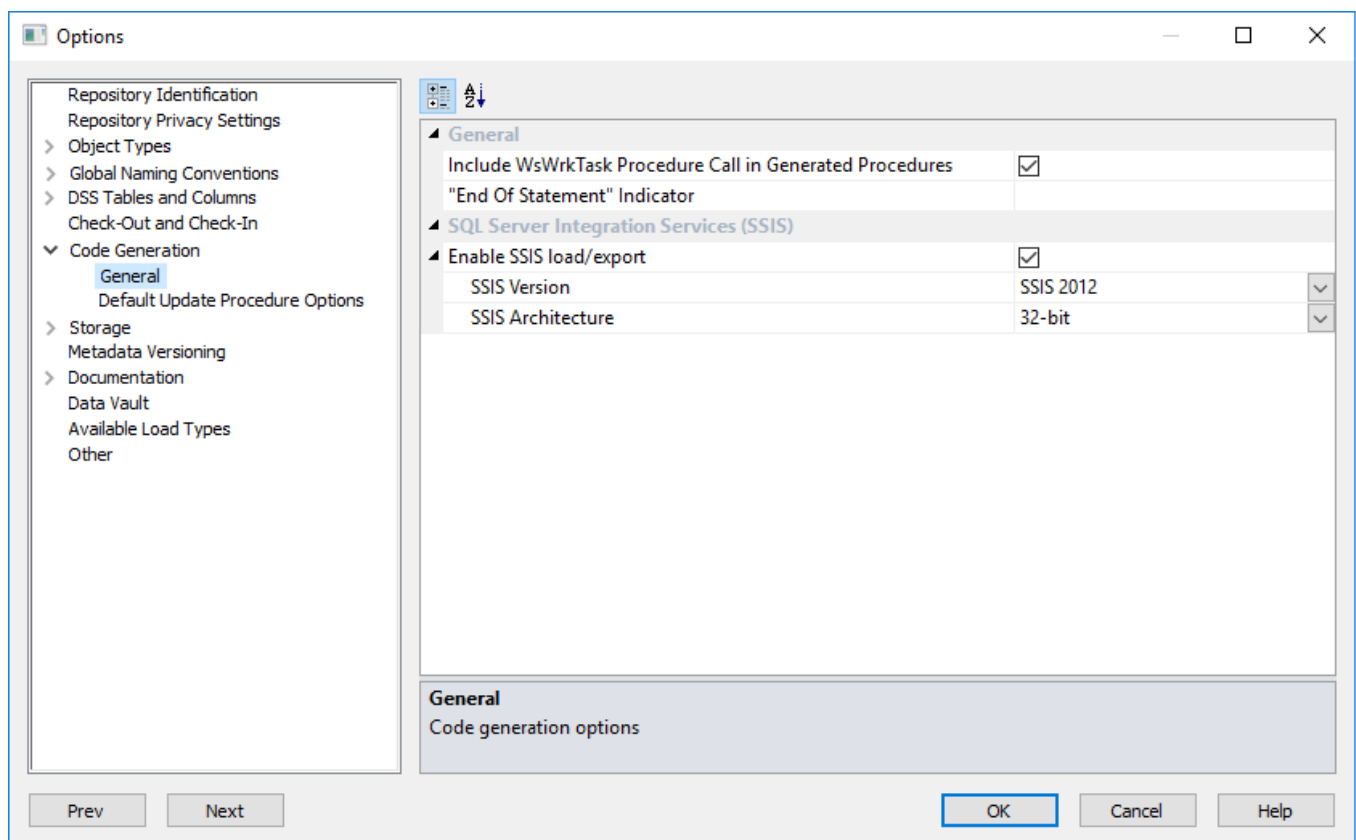 Options
Repository Identification
Repository Privacy Settings
Object Types
Global Naming Conventions
DSS Tables and Columns
Check-Out and Check-In
Code Generation
General
Default Update Procedure Options
Storage
Metadata Versioning
Documentation
Data Vault
Available Load Types
Other
General
Include WsWrkTask Procedure Call in Generated Procedures
"End Of Statement" Indicator
SQL Server Integration Services (SSIS)
Enable SSIS load/export
SSIS Version SSIS 2012
SSIS Architecture 32-bit
General
Code generation options
Prev Next OK Cancel Help